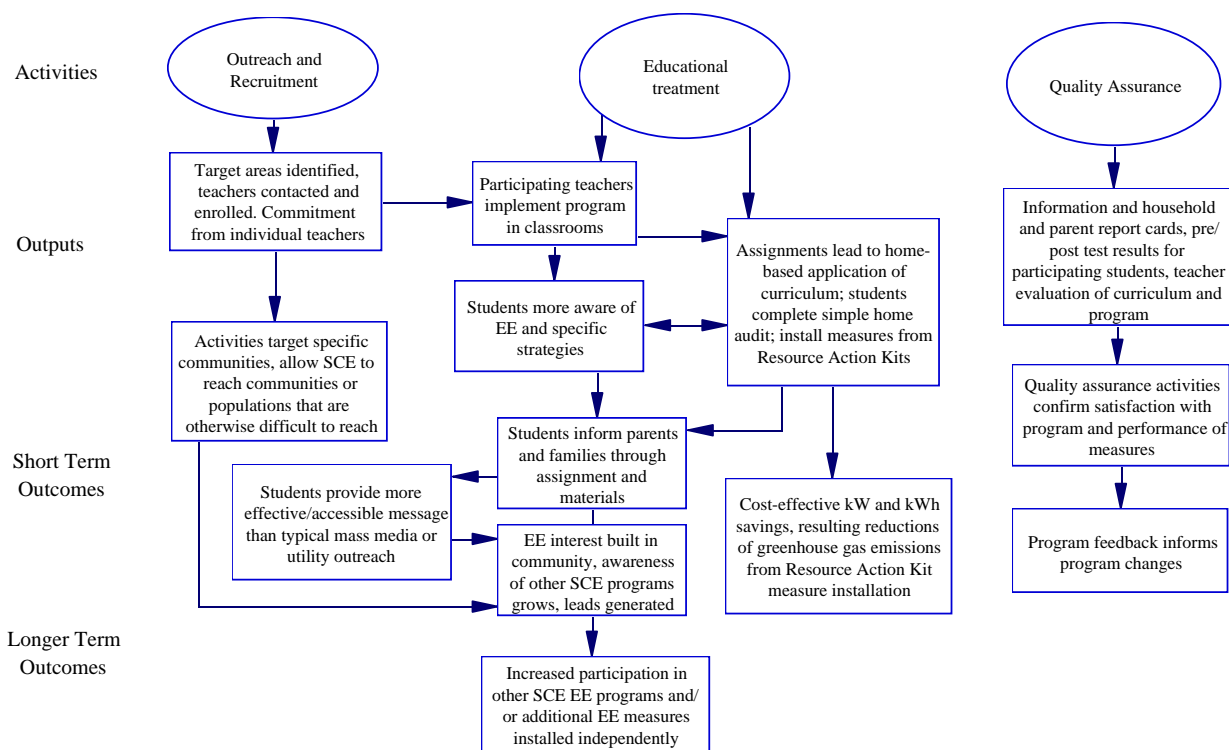 Activities
Outreach and
Recruitment
Educational
treatment
Quality Assurance
Outputs
Target areas identified,
teachers contacted and
enrolled. Commitment
from individual teachers
Participating teachers
implement program
in classrooms
Assignments lead to home-
based application of
curriculum; students
complete simple home
audit; install measures from
Resource Action Kits
Information and household
and parent report cards, pre/
post test results for
participating students, teacher
evaluation of curriculum and
program
Students more aware of
EE and specific
strategies
Activities target specific
communities, allow SCE to
reach communities or
populations that are
otherwise difficult to reach
Quality assurance activities
confirm satisfaction with
program and performance of
measures
Short Term
Outcomes
Students inform parents
and families through
assignment and
materials
Students provide more
effective/accessible message
than typical mass media or
utility outreach
Cost-effective kW and kWh
savings, resulting reductions
of greenhouse gas emissions
from Resource Action Kit
measure installation
Program feedback informs
program changes
EE interest built in
community, awareness
of other SCE programs
grows, leads generated
Longer Term
Outcomes
Increased participation in
other SCE EE programs and/
or additional EE measures
installed independently